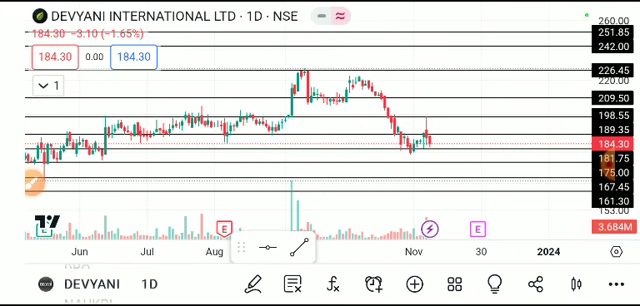 DEVYANI INTERNATIONAL LTD · 1D · NSE
184.30 −3.10 (−1.65%)
184.30 0.00 184.30
1
260.00
251.85
242.00
226.45
220.00
209.50
198.55
189.35
184.30
181.75
175.00
167.45
161.30
153.00
3.684M
E
E
Jun Jul Aug Nov 30 2024
DEVYANI 1D